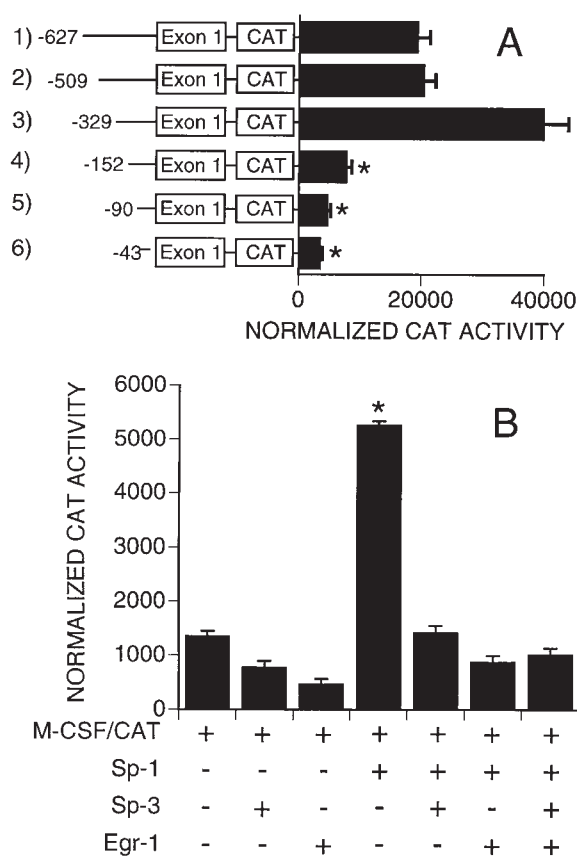 A
1) -627 Exon 1 CAT
2) -509 Exon 1 CAT
3) -329 Exon 1 CAT
4) -152 Exon 1 CAT *
5) -90 Exon 1 CAT *
6) -43 Exon 1 CAT *
0 20000 40000
NORMALIZED CAT ACTIVITY
B
NORMALIZED CAT ACTIVITY
6000
5000
4000
3000
2000
1000
0
*
M-CSF/CAT + + + + + + +
Sp-1 - - - + + + +
Sp-3 - + - - + - +
Egr-1 - - + - - + +